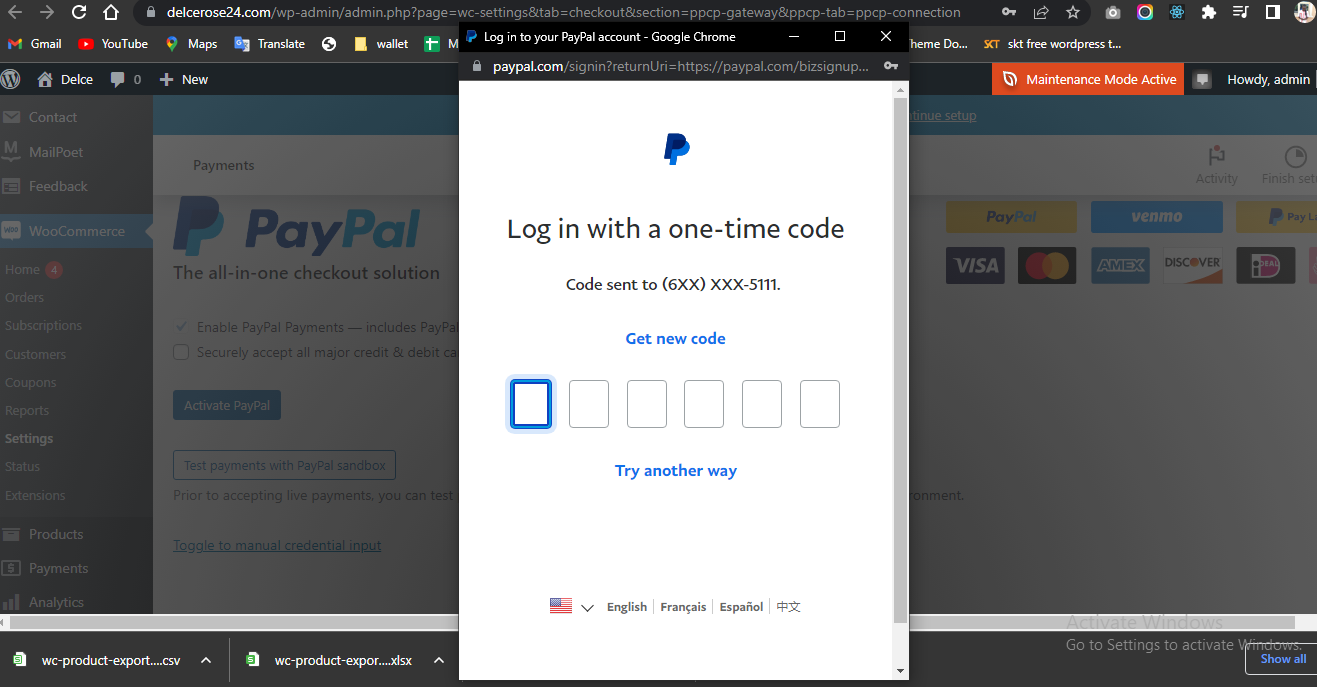 delcerose24.com/wp-admin/admin.php?page=wc-settings&tab=checkout&section=ppcp-gateway&ppcp-tab=ppcp-connection
Gmail YouTube Maps Translate wallet M heme Do... SKT skt free wordpress t...
Log in to your PayPal account - Google Chrome
paypal.com/signin?returnUri=https://paypal.com/bizsignup...
Delce 0 New Maintenance Mode Active Howdy, admin
Contact
MailPoet
Feedback
WooCommerce
Home 4
Orders
Subscriptions
Customers
Coupons
Reports
Settings
Status
Extensions
Products
Payments
Analytics
tinue setup
Payments
Activity Finish set
PayPal
The all-in-one checkout solution
Enable PayPal Payments — includes PayPal
Securely accept all major credit & debit ca
Activate PayPal
Test payments with PayPal sandbox
Prior to accepting live payments, you can test
ronment.
Toggle to manual credential input
PayPal venmo Pay La
VISA AMEX DISCOVER iDEAL
Log in with a one-time code
Code sent to (6XX) XXX-5111.
Get new code
Try another way
English Français Español 中文
Activate Windows
Go to Settings to activate Windows.
wc-product-export....csv wc-product-expor....xlsx Show all